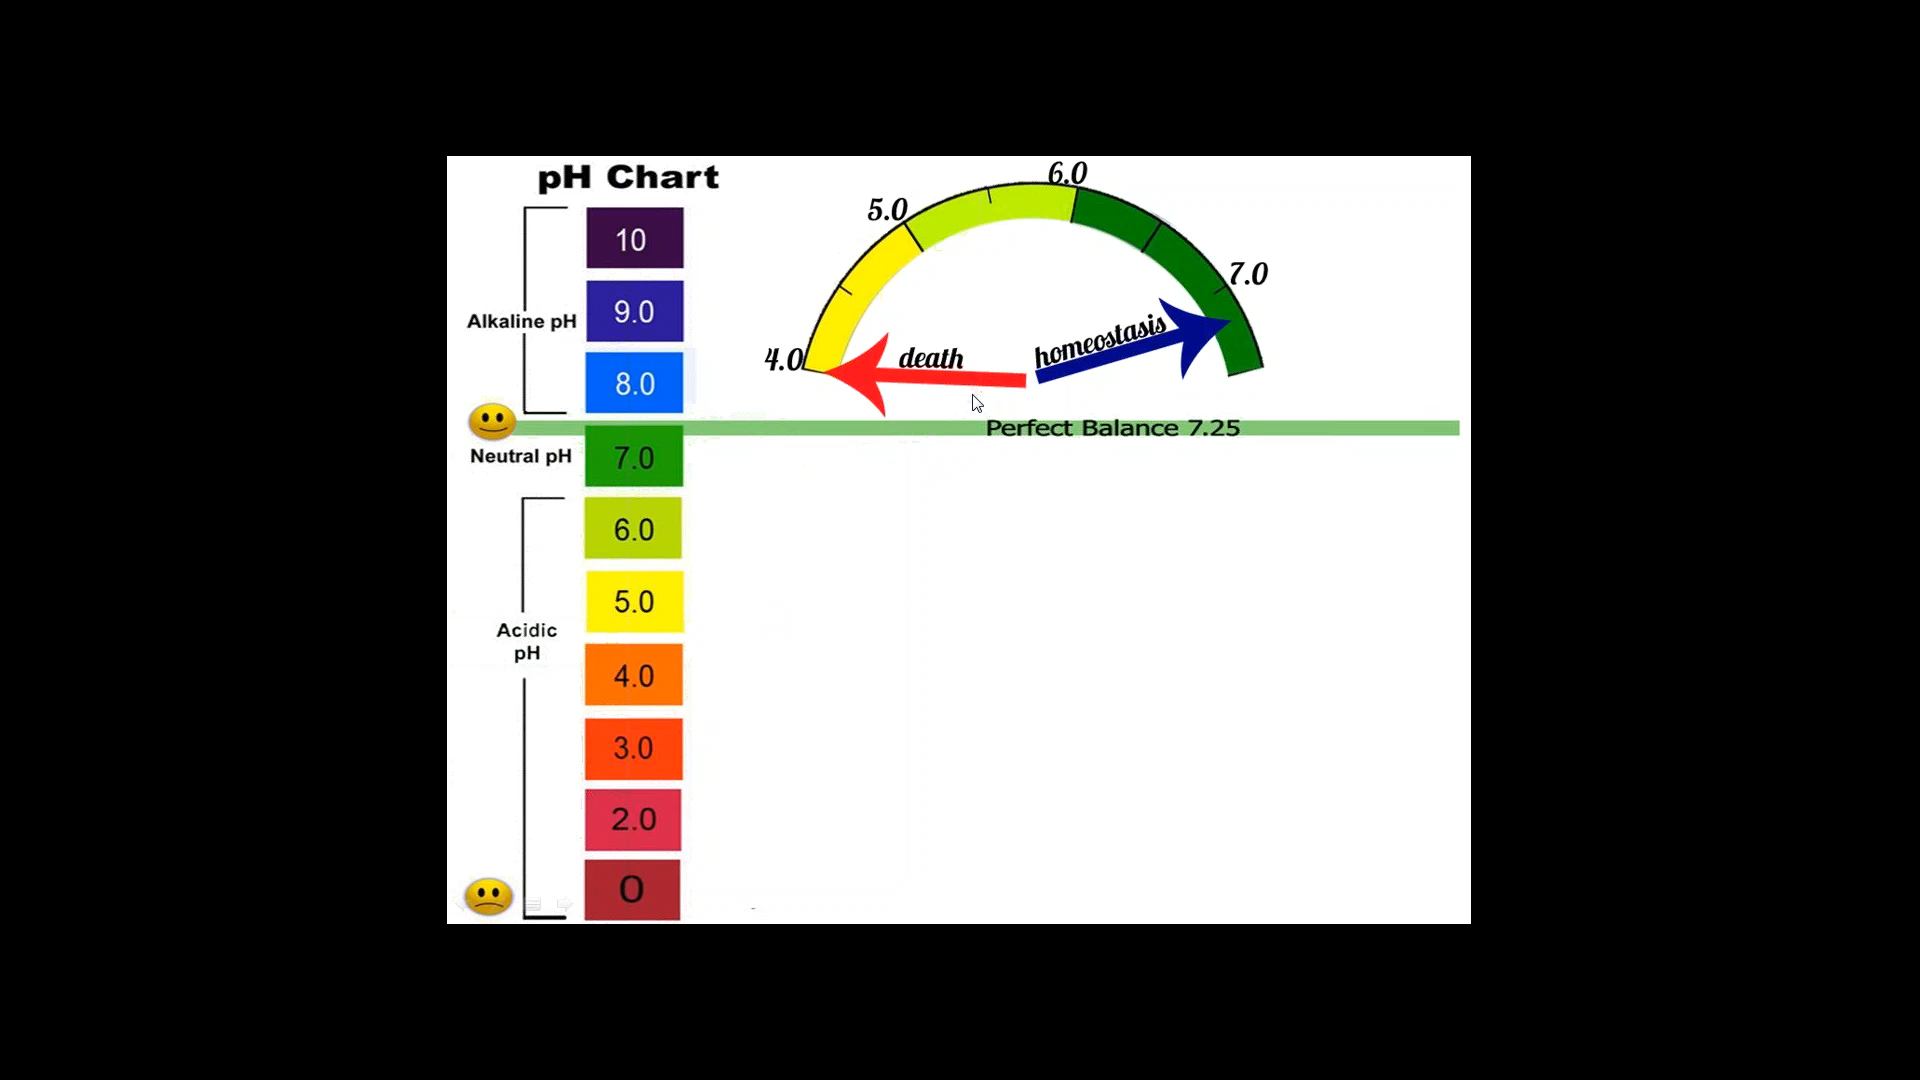 pH Chart
10
9.0
Alkaline pH
8.0
Neutral pH
7.0
6.0
5.0
Acidic
pH
4.0
3.0
2.0
0
4.0
5.0
6.0
7.0
death
homeostasis
Perfect Balance 7.25